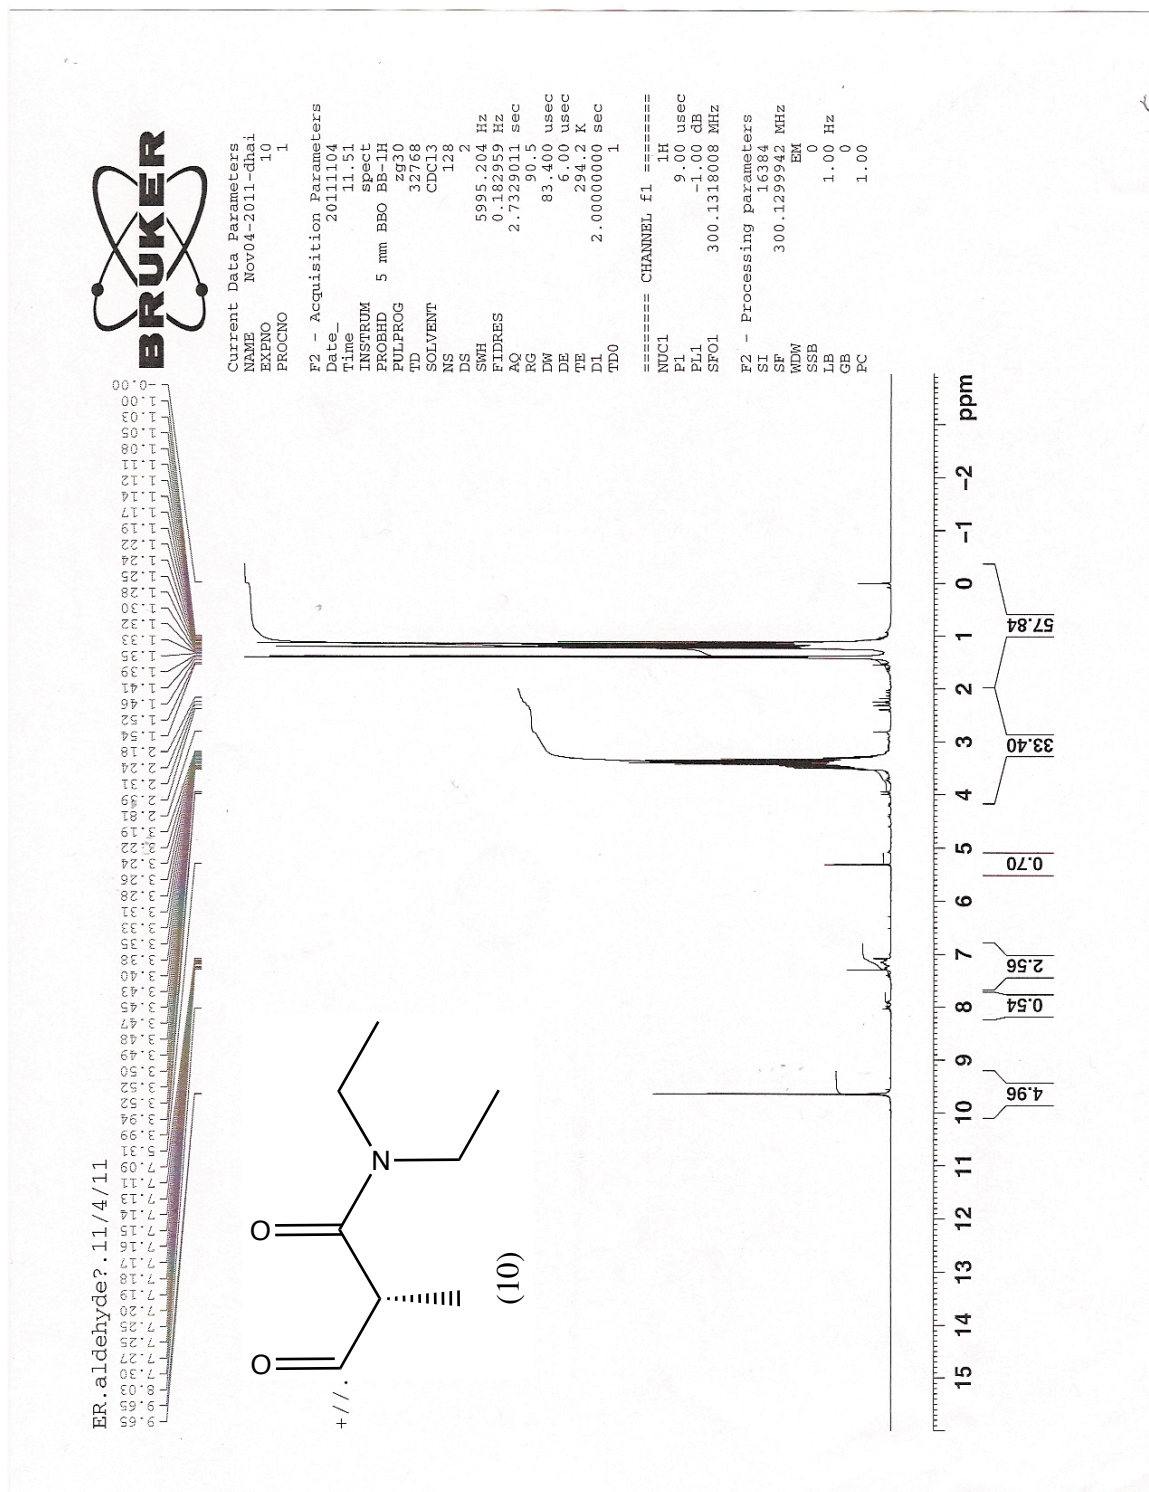 ER.aldehyde?.11/4/11
9.65
9.65
8.03
7.30
7.27
7.25
7.25
7.20
7.19
7.18
7.17
7.16
7.15
7.14
7.13
7.11
7.09
5.31
3.99
3.94
3.52
3.52
3.50
3.49
3.48
3.47
3.45
3.43
3.40
3.38
3.35
3.33
3.31
3.28
3.26
3.24
3.22
3.19
2.81
2.39
2.31
2.24
2.18
1.54
1.52
1.46
1.41
1.39
1.35
1.33
1.32
1.30
1.28
1.25
1.24
1.22
1.19
1.17
1.14
1.12
1.11
1.08
1.05
1.03
1.00
-0.00
BRUKER
Current Data Parameters
NAME Nov04-2011-dhai
EXPNO 10
PROCNO 1
F2 - Acquisition Parameters
Date_ 20111104
Time 11.51
INSTRUM spect
PROBHD 5 mm BBO BB-1H
PULPROG zg30
TD 32768
SOLVENT CDCl3
NS 128
DS 2
SWH 5995.204 Hz
FIDRES 0.182959 Hz
AQ 2.7329011 sec
RG 90.5
DW 83.400 usec
DE 6.00 usec
TE 294.2 K
D1 2.00000000 sec
TD0 1
======== CHANNEL f1 ========
NUC1 1H
P1 9.00 usec
PL1 -1.00 dB
SFO1 300.1318008 MHz
F2 - Processing parameters
SI 16384
SF 300.1299942 MHz
WDW EM
SSB 0
LB 1.00 Hz
GB 0
PC 1.00
O O
N
+//.
(10)
15 14 13 12 11 10 9 8 7 6 5 4 3 2 1 0 -1 -2 ppm
4.96 0.54 2.56 0.70 33.40 57.84